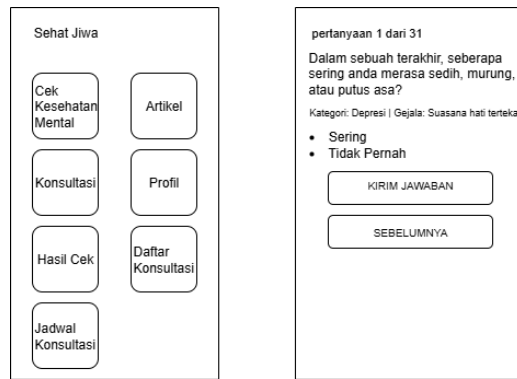 Sehat Jiwa
Cek
Kesehatan
Mental
Artikel
Konsultasi
Profil
Hasil Cek
Daftar
Konsultasi
Jadwal
Konsultasi
pertanyaan 1 dari 31
Dalam sebuah terakhir, seberapa
sering anda merasa sedih, murung,
atau putus asa?
Kategori: Depresi | Gejala: Suasana hati terteka
• Sering
• Tidak Pernah
KIRIM JAWABAN
SEBELUMNYA